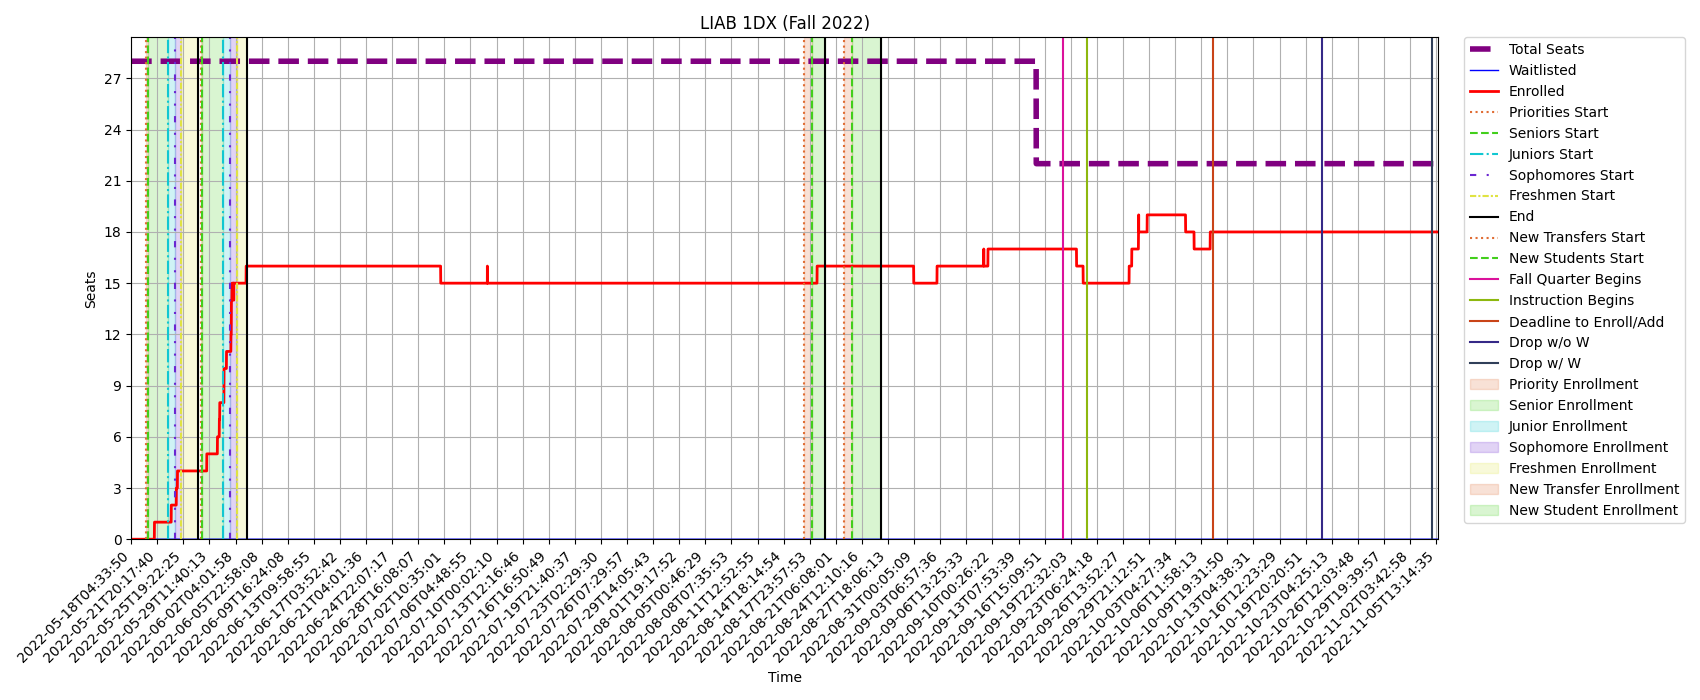 LIAB 1DX (Fall 2022)
Seats
27
24
21
18
15
12
9
6
3
0
2022-05-18T04:33:50
2022-05-21T20:17:40
2022-05-25T19:22:25
2022-05-29T11:40:13
2022-06-02T04:01:58
2022-06-05T22:58:08
2022-06-09T16:24:08
2022-06-13T09:58:55
2022-06-17T03:52:42
2022-06-21T04:01:36
2022-06-24T22:07:17
2022-06-28T16:08:07
2022-07-02T10:35:01
2022-07-06T04:48:55
2022-07-10T00:02:10
2022-07-13T12:16:46
2022-07-16T16:50:49
2022-07-19T21:40:37
2022-07-23T02:29:30
2022-07-26T07:29:57
2022-07-29T14:05:43
2022-08-01T19:17:52
2022-08-05T00:46:29
2022-08-08T07:35:53
2022-08-11T12:52:55
2022-08-14T18:14:54
2022-08-17T23:57:53
2022-08-21T06:08:01
2022-08-24T12:10:16
2022-08-27T18:06:13
2022-08-31T00:05:09
2022-09-03T06:57:36
2022-09-06T13:25:33
2022-09-10T00:26:22
2022-09-13T07:53:39
2022-09-16T15:09:51
2022-09-19T22:32:03
2022-09-23T06:24:18
2022-09-26T13:52:27
2022-09-29T21:12:51
2022-10-03T04:27:34
2022-10-06T11:58:13
2022-10-09T19:31:50
2022-10-13T04:38:31
2022-10-16T12:23:29
2022-10-19T20:20:51
2022-10-23T04:25:13
2022-10-26T12:03:48
2022-10-29T19:39:57
2022-11-02T03:42:58
2022-11-05T13:14:35
Time
Total Seats
Waitlisted
Enrolled
Priorities Start
Seniors Start
Juniors Start
Sophomores Start
Freshmen Start
End
New Transfers Start
New Students Start
Fall Quarter Begins
Instruction Begins
Deadline to Enroll/Add
Drop w/o W
Drop w/ W
Priority Enrollment
Senior Enrollment
Junior Enrollment
Sophomore Enrollment
Freshmen Enrollment
New Transfer Enrollment
New Student Enrollment